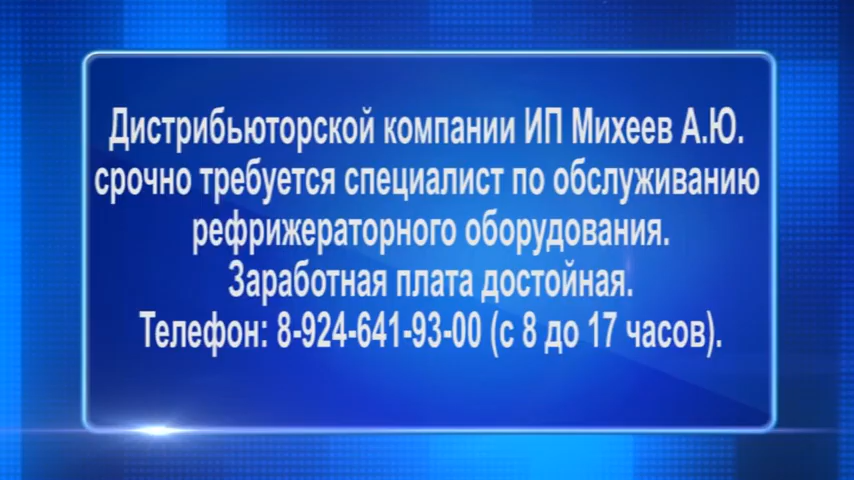 Дистрибьюторской компании ИП Михеев А.Ю.
срочно требуется специалист по обслуживанию
рефрижераторного оборудования.
Заработная плата достойная.
Телефон: 8-924-641-93-00 (с 8 до 17 часов).